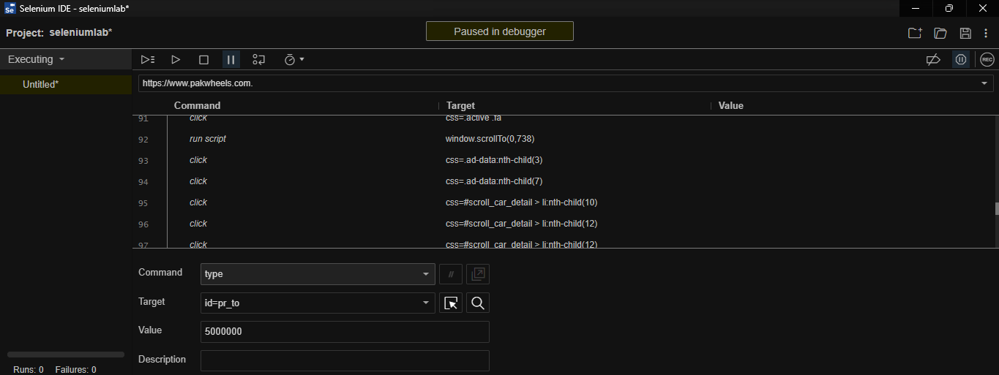 Selenium IDE - seleniumlab*
Project: seleniumlab*
Paused in debugger
Executing
REC
Untitled*
https://www.pakwheels.com.
Command Target Value
91 click css=.active .fa
92 run script window.scrollTo(0,738)
93 click css=.ad-data:nth-child(3)
94 click css=.ad-data:nth-child(7)
95 click css=#scroll_car_detail > li:nth-child(10)
96 click css=#scroll_car_detail > li:nth-child(12)
97 click css=#scroll_car_detail > li:nth-child(12)
Command type //
Target id=pr_to
Value 5000000
Description
Runs: 0 Failures: 0